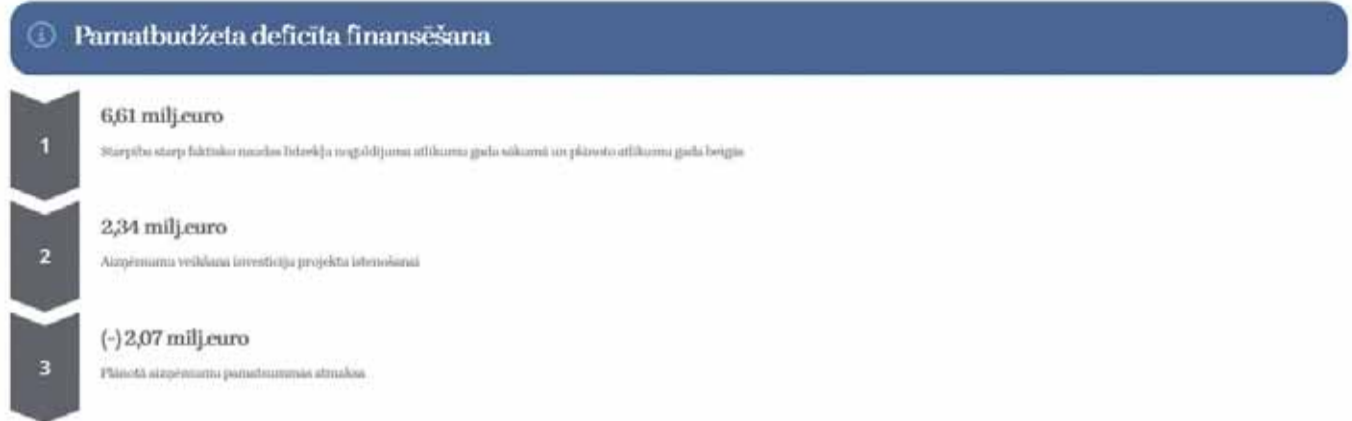 Pamatbudžeta deficīta finansēšana
1
6,61 milj.euro
Starpība starp faktisko naudas līdzekļu noguldījuma atlikumu gada sākumā un plānoto atlikumu gada beigās
2
2,34 milj.euro
Aizņēmumu veikšana investīciju projektu īstenošanai
3
(-) 2,07 milj.euro
Plānotā aizņēmumu pamatsummas atmaksa